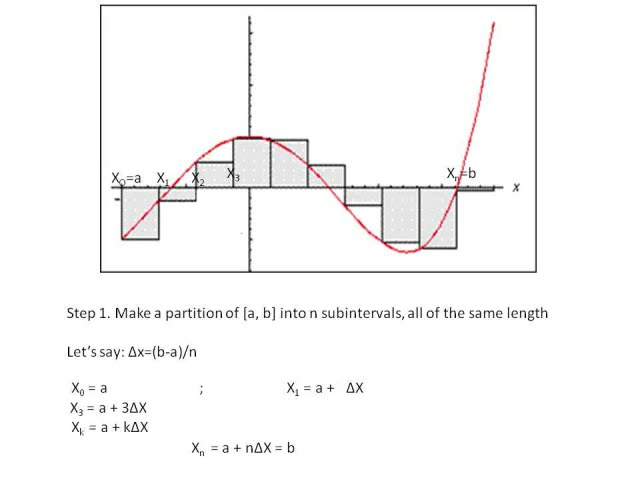 X₀=a X₁ X₂ X₃ Xₙ=b x
Step 1. Make a partition of [a, b] into n subintervals, all of the same length
Let's say: Δx=(b-a)/n
X₀ = a ; X₁ = a + ΔX
X₃ = a + 3ΔX
Xₖ = a + kΔX
Xₙ = a + nΔX = b